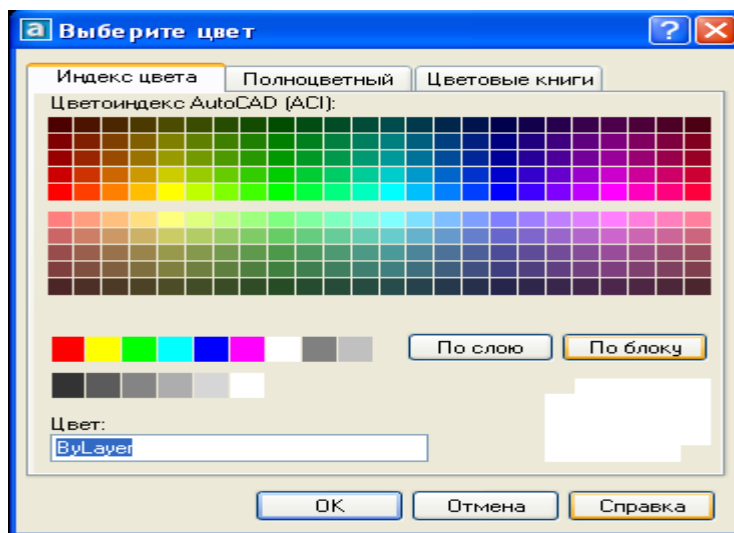 a Выберите цвет
Индекс цвета Полноцветный Цветовые книги
Цветоиндекс AutoCAD (ACI):
По слою По блоку
Цвет:
ByLayer
OK Отмена Справка